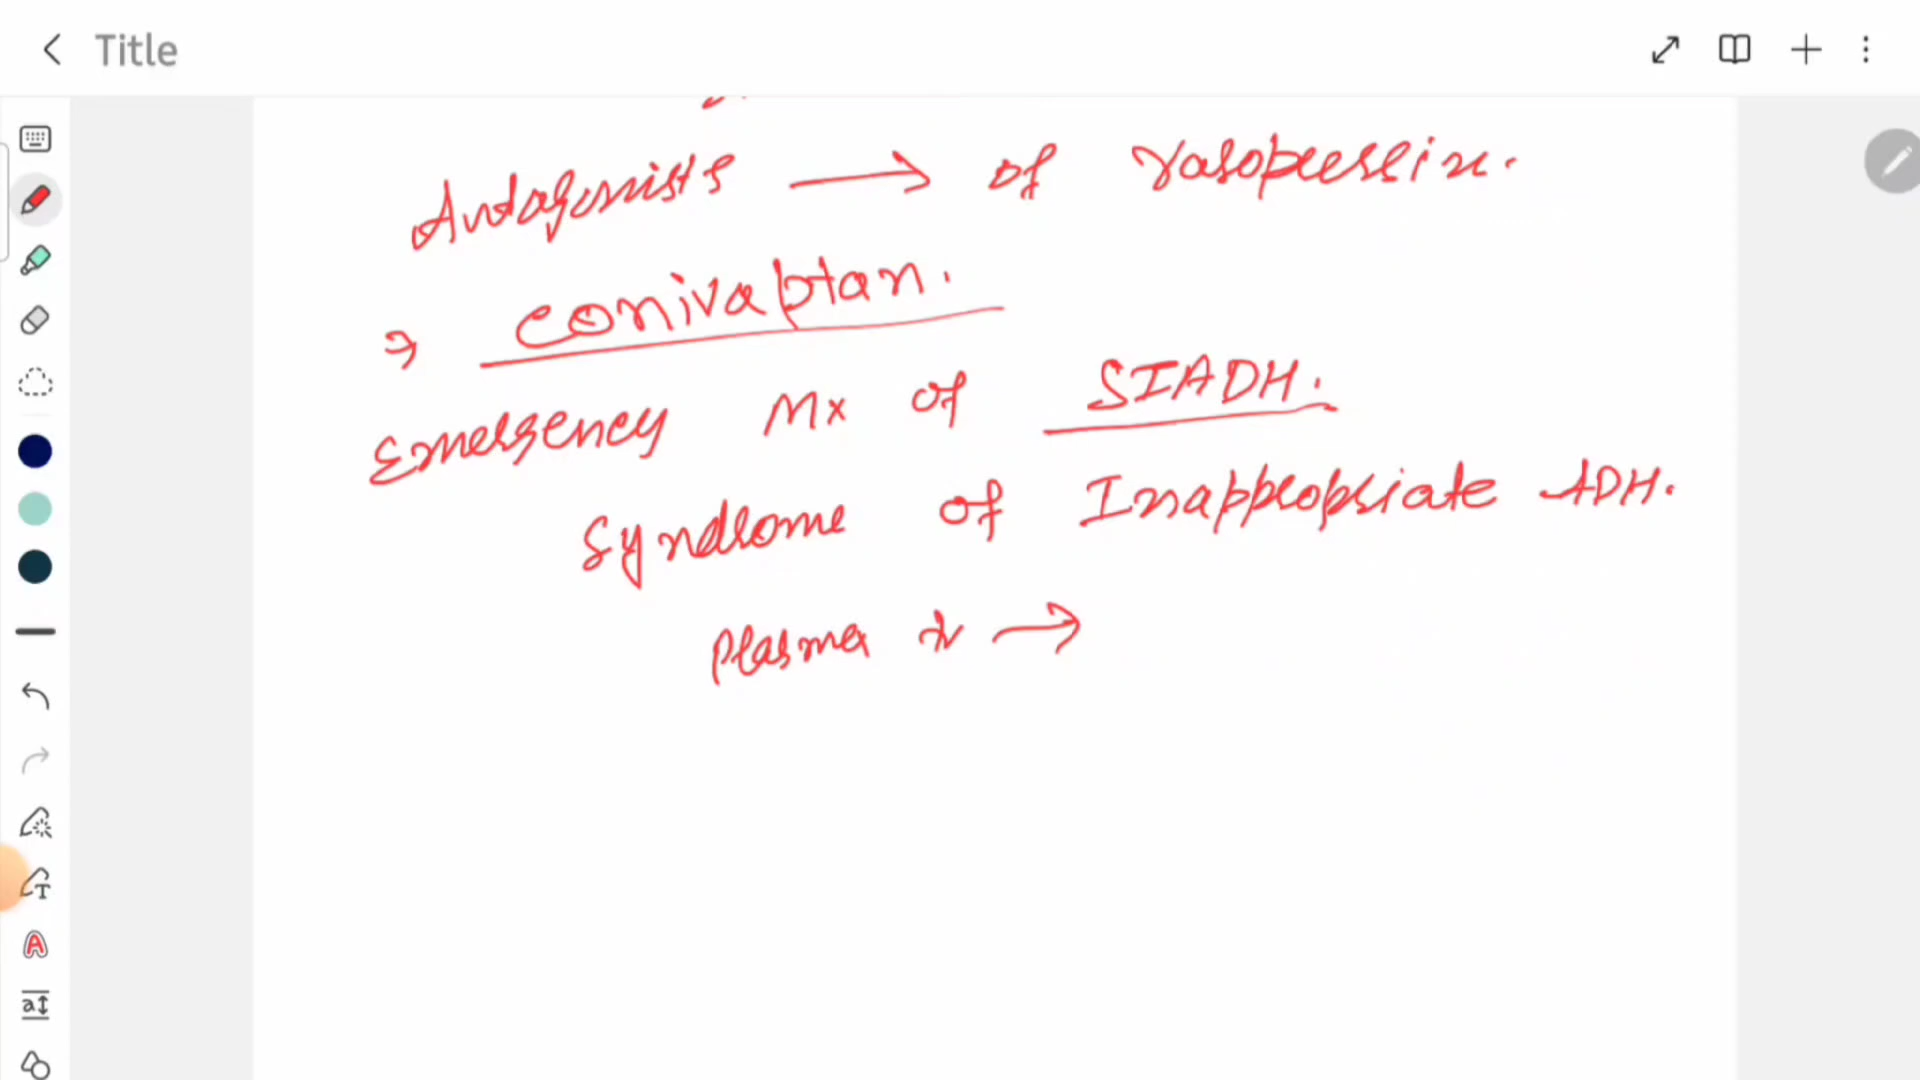 Title
Antagonists → of vasopressin.
→ conivaptan.
Emergency Mx of SIADH.
Syndrome of Inappropriate ADH.
Plasma →